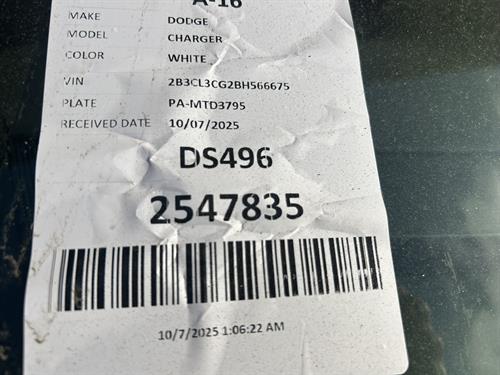 A-16
MAKE DODGE
MODEL CHARGER
COLOR WHITE
VIN 2B3CL3CG2BH566675
PLATE PA-MTD3795
RECEIVED DATE 10/07/2025
DS496
2547835
10/7/2025 1:06:22 AM